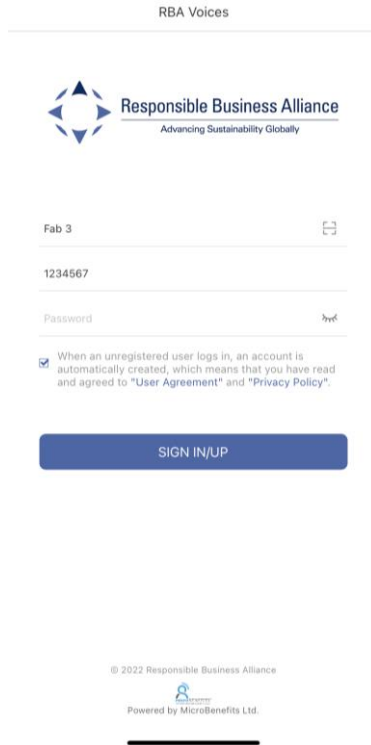 RBA Voices
Responsible Business Alliance
Advancing Sustainability Globally
Fab 3
1234567
Password
When an unregistered user logs in, an account is
automatically created, which means that you have read
and agreed to "User Agreement" and "Privacy Policy".
SIGN IN/UP
© 2022 Responsible Business Alliance
Powered by MicroBenefits Ltd.